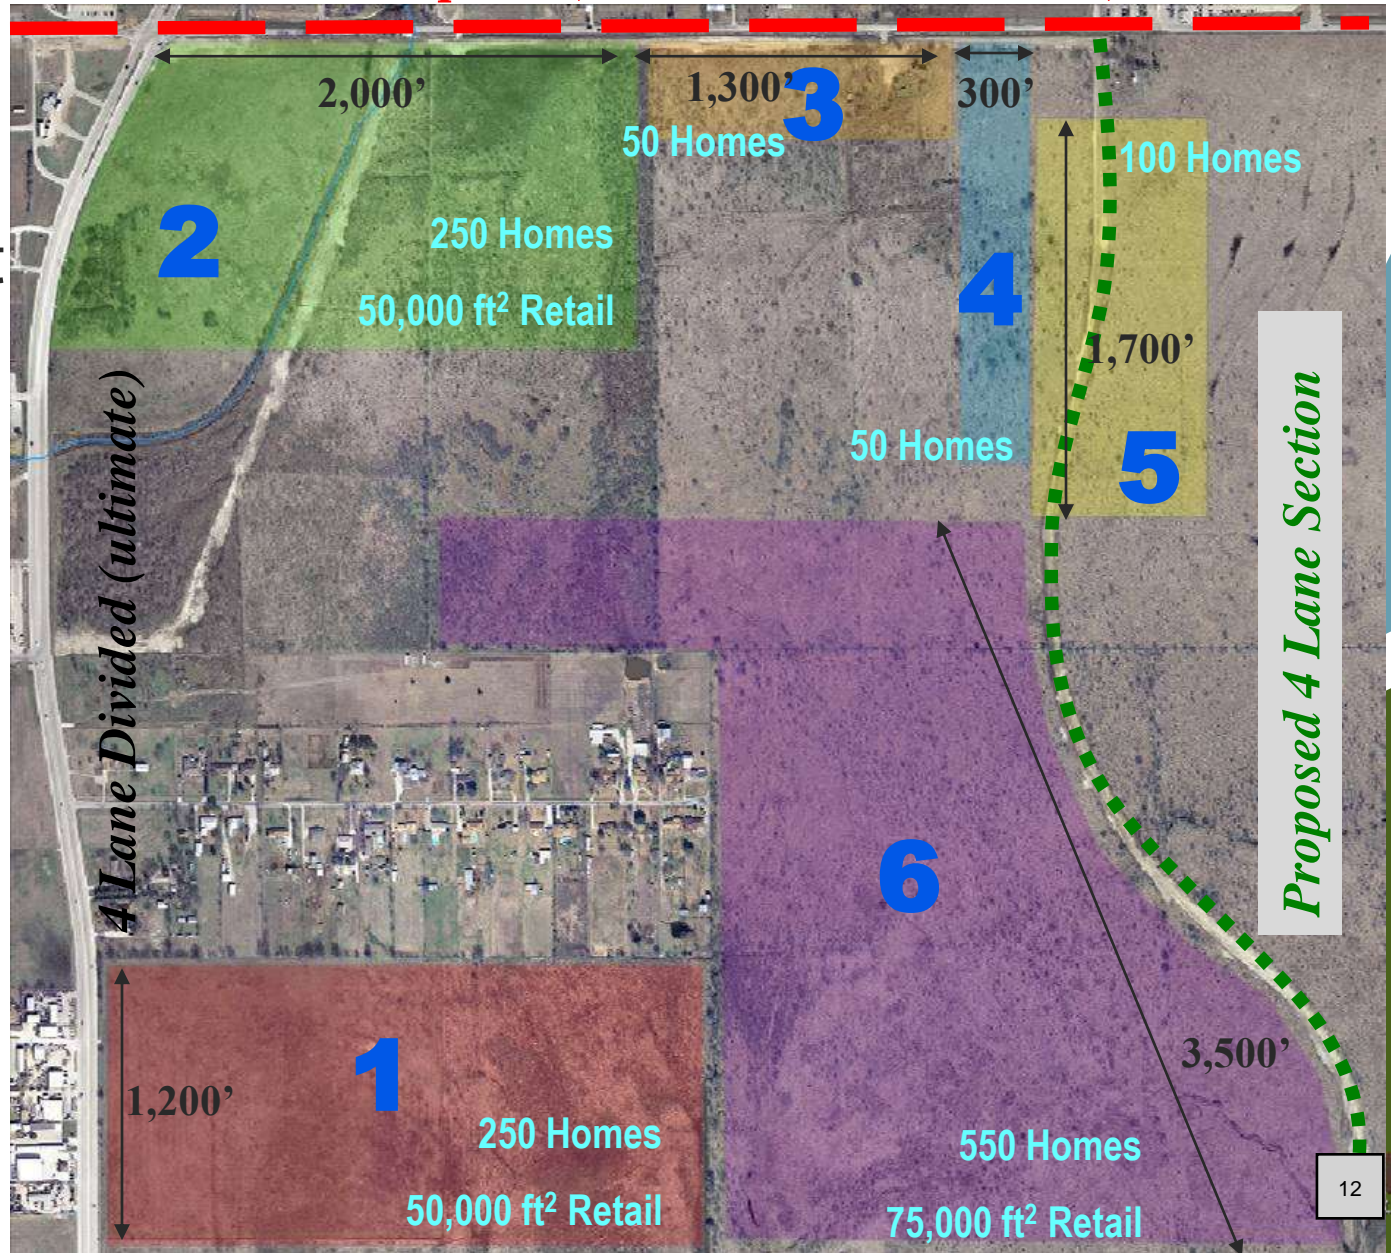 2,000’
1,300’
300’
3
50 Homes
100 Homes
2
250 Homes
50,000 ft² Retail
4
1,700’
50 Homes
5
4 Lane Divided (ultimate)
Proposed 4 Lane Section
6
1
1,200’
250 Homes
50,000 ft² Retail
3,500’
550 Homes
75,000 ft² Retail
12